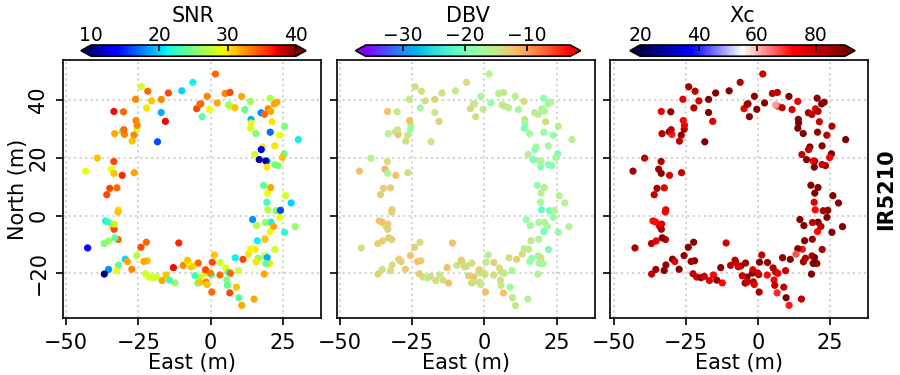 SNR DBV Xc
10 20 30 40 −30 −20 −10 20 40 60 80
40
20
0
−20
North (m)
IR5210
−50 −25 0 25 −50 −25 0 25 −50 −25 0 25
East (m) East (m) East (m)